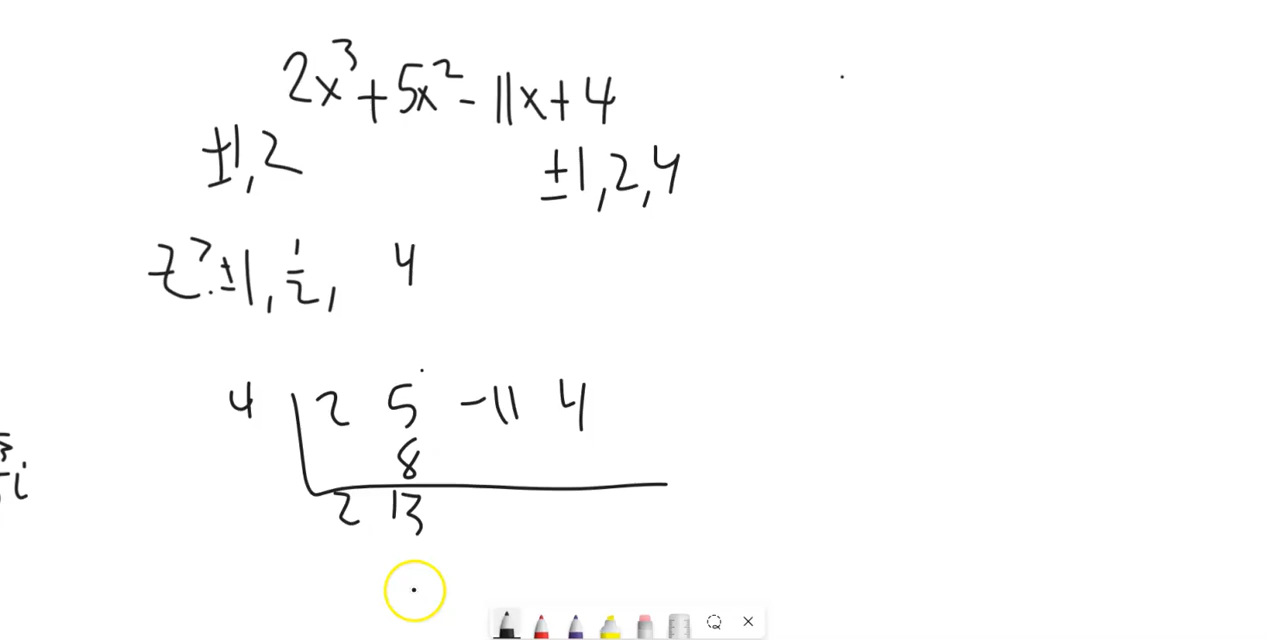 2x³ + 5x² - 11x + 4
±1, 2 ±1, 2, 4
Z? ±1, 1/2, 4
4 | 2 5 -11 4
8
2 13
i